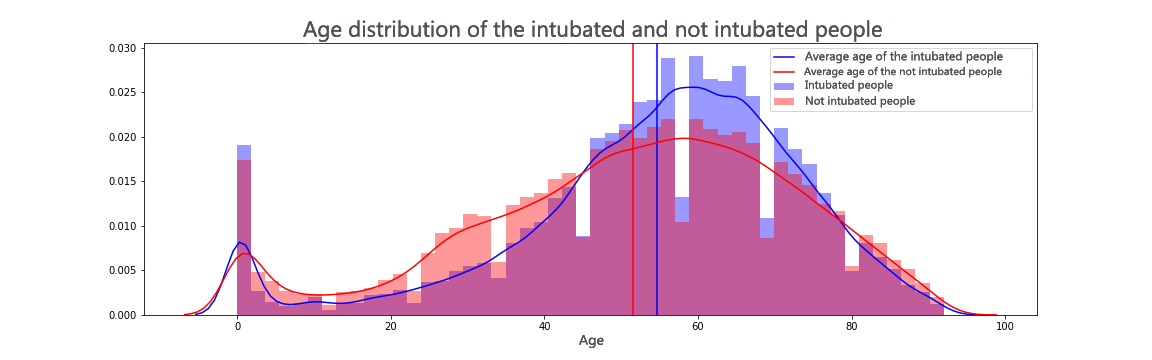 Age distribution of the intubated and not intubated people
0.030
0.025
0.020
0.015
0.010
0.005
0.000
Average age of the intubated people
Average age of the not intubated people
Intubated people
Not intubated people
0 20 40 60 80 100
Age